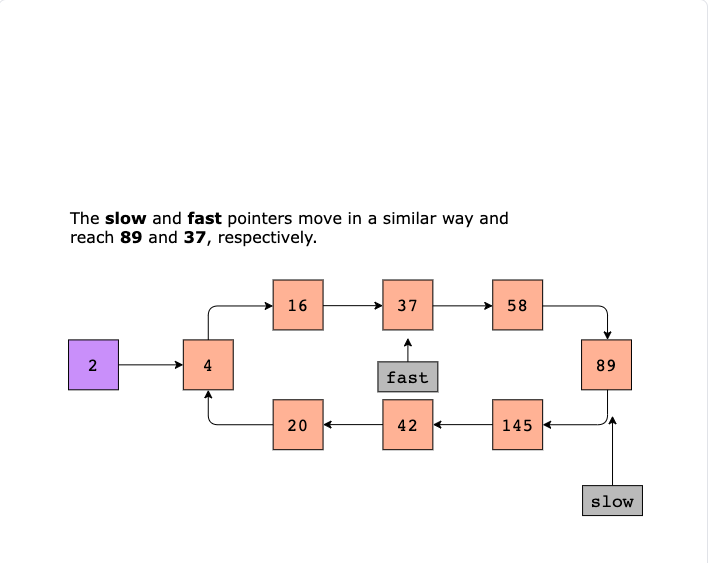 The slow and fast pointers move in a similar way and
reach 89 and 37, respectively.
16
37
58
2
4
89
fast
20
42
145
slow